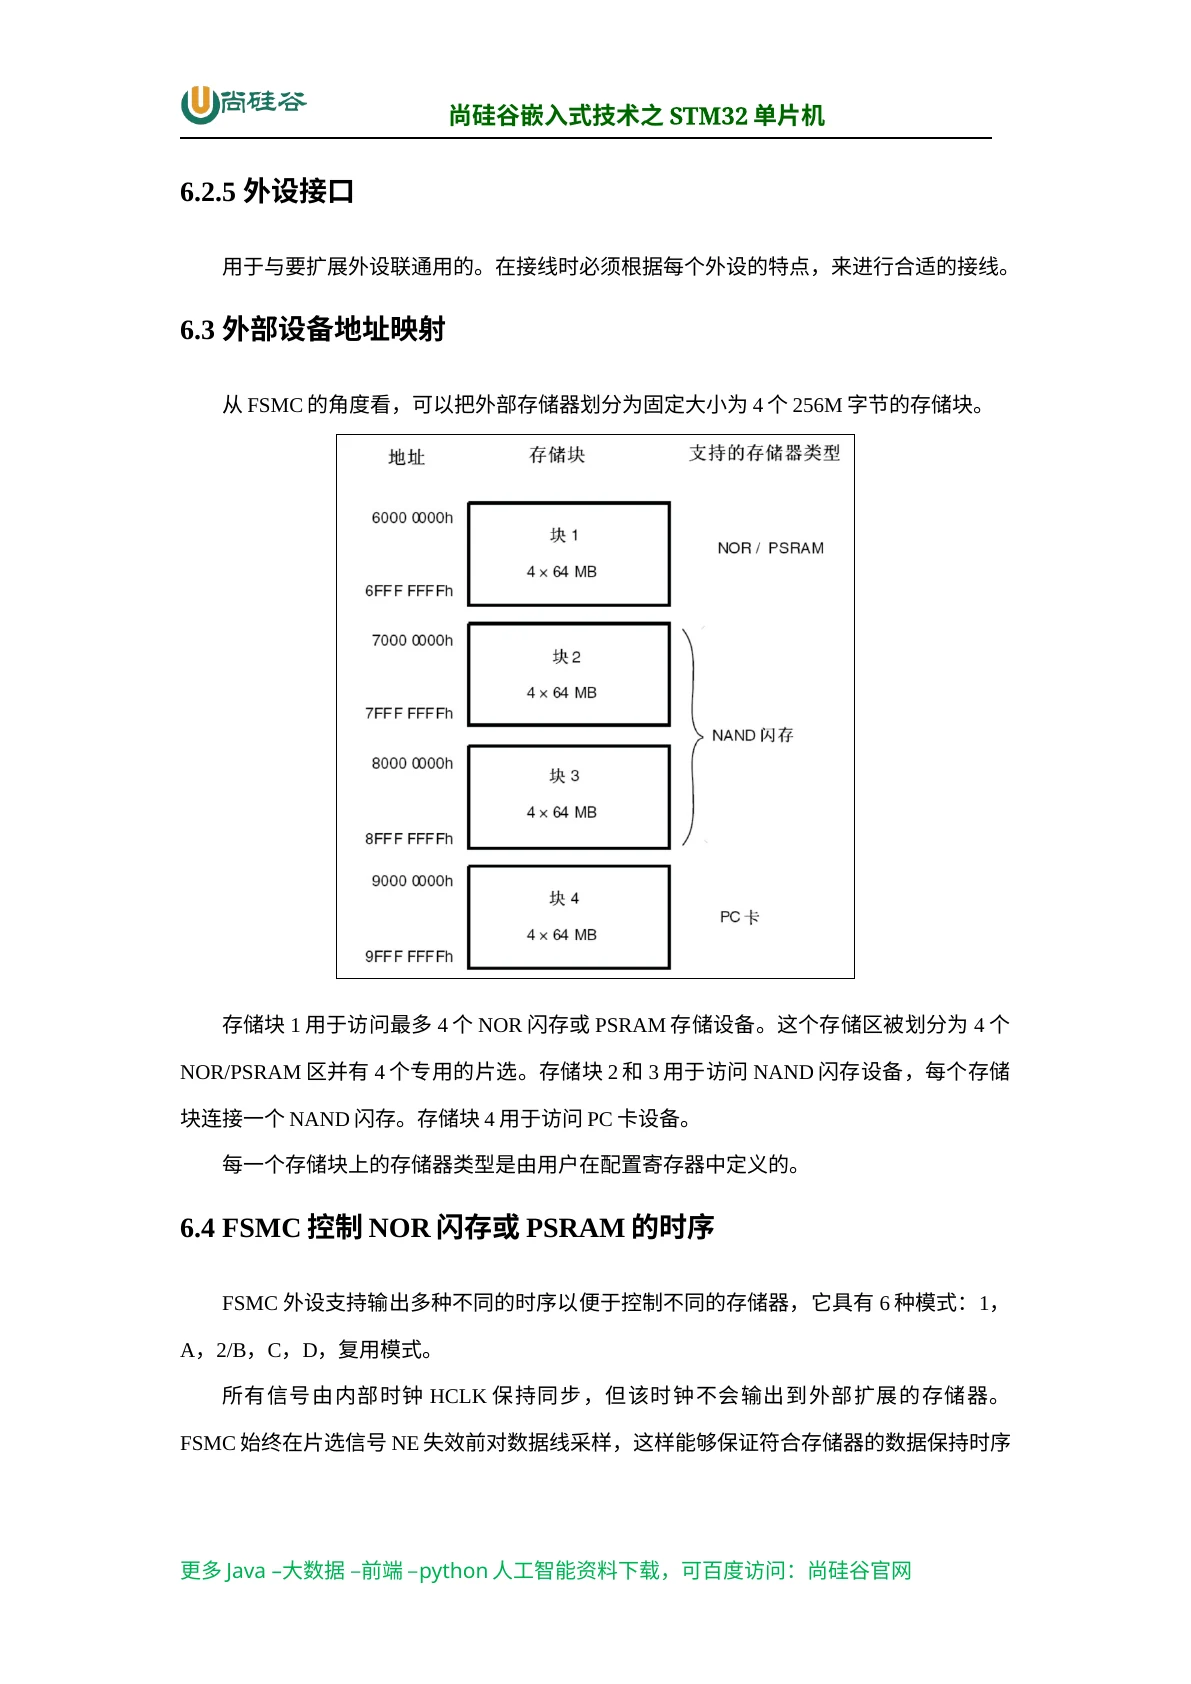 尚硅谷
尚硅谷嵌入式技术之 STM32 单片机
6.2.5 外设接口
用于与要扩展外设联通用的。在接线时必须根据每个外设的特点，来进行合适的接线。
6.3 外部设备地址映射
从 FSMC 的角度看，可以把外部存储器划分为固定大小为 4 个 256M 字节的存储块。
地址 存储块 支持的存储器类型
6000 0000h
块 1
NOR / PSRAM
4 × 64 MB
6FFF FFFFh
7000 0000h
块 2
4 × 64 MB
7FFF FFFFh
NAND 闪存
8000 0000h
块 3
4 × 64 MB
8FFF FFFFh
9000 0000h
块 4
PC 卡
4 × 64 MB
9FFF FFFFh
存储块 1 用于访问最多 4 个 NOR 闪存或 PSRAM 存储设备。这个存储区被划分为 4 个
NOR/PSRAM 区并有 4 个专用的片选。存储块 2 和 3 用于访问 NAND 闪存设备，每个存储
块连接一个 NAND 闪存。存储块 4 用于访问 PC 卡设备。
每一个存储块上的存储器类型是由用户在配置寄存器中定义的。
6.4 FSMC 控制 NOR 闪存或 PSRAM 的时序
FSMC 外设支持输出多种不同的时序以便于控制不同的存储器，它具有 6 种模式：1，
A，2/B，C，D，复用模式。
所有信号由内部时钟 HCLK 保持同步，但该时钟不会输出到外部扩展的存储器。
FSMC 始终在片选信号 NE 失效前对数据线采样，这样能够保证符合存储器的数据保持时序
更多 Java –大数据 –前端 –python 人工智能资料下载，可百度访问：尚硅谷官网